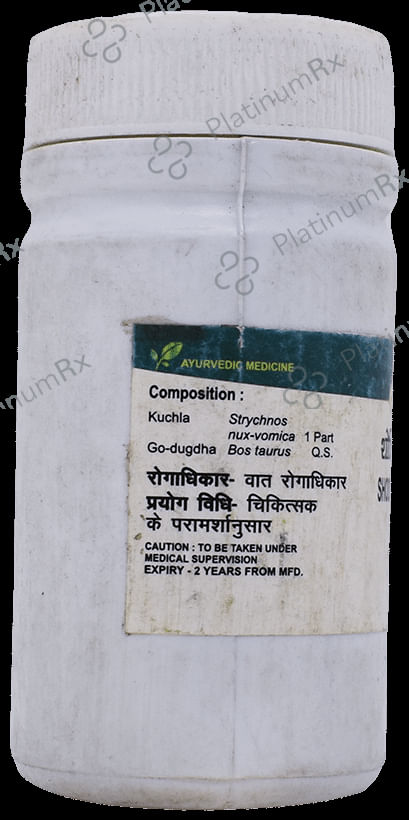 PlatinumRx
PlatinumRx
PlatinumRx
PlatinumRx
AYURVEDIC MEDICINE
Composition :
Kuchla Strychnos
nux-vomica 1 Part
Go-dugdha Bos taurus Q.S.
रोगाधिकार- वात रोगाधिकार
प्रयोग विधि- चिकित्सक
के परामर्शानुसार
CAUTION : TO BE TAKEN UNDER
MEDICAL SUPERVISION
EXPIRY - 2 YEARS FROM MFD.